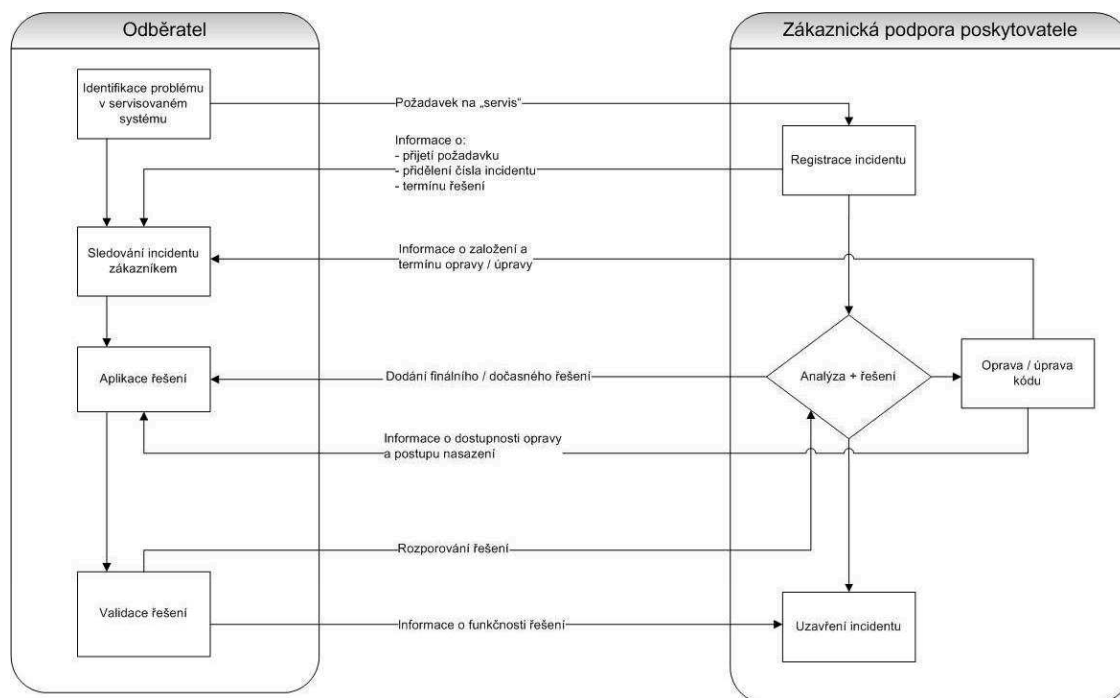 Odběratel
Zákaznická podpora poskytovatele
Identifikace problému
v servisovaném
systému
Požadavek na „servis“
Informace o:
- přijetí požadavku
- přidělení čísla incidentu
- termínu řešení
Registrace incidentu
Sledování incidentu
zákazníkem
Informace o založení a
termínu opravy / úpravy
Aplikace řešení
Dodání finálního / dočasného řešení
Analýza + řešení
Oprava / úprava
kódu
Informace o dostupnosti opravy
a postupu nasazení
Rozporování řešení
Validace řešení
Informace o funkčnosti řešení
Uzavření incidentu